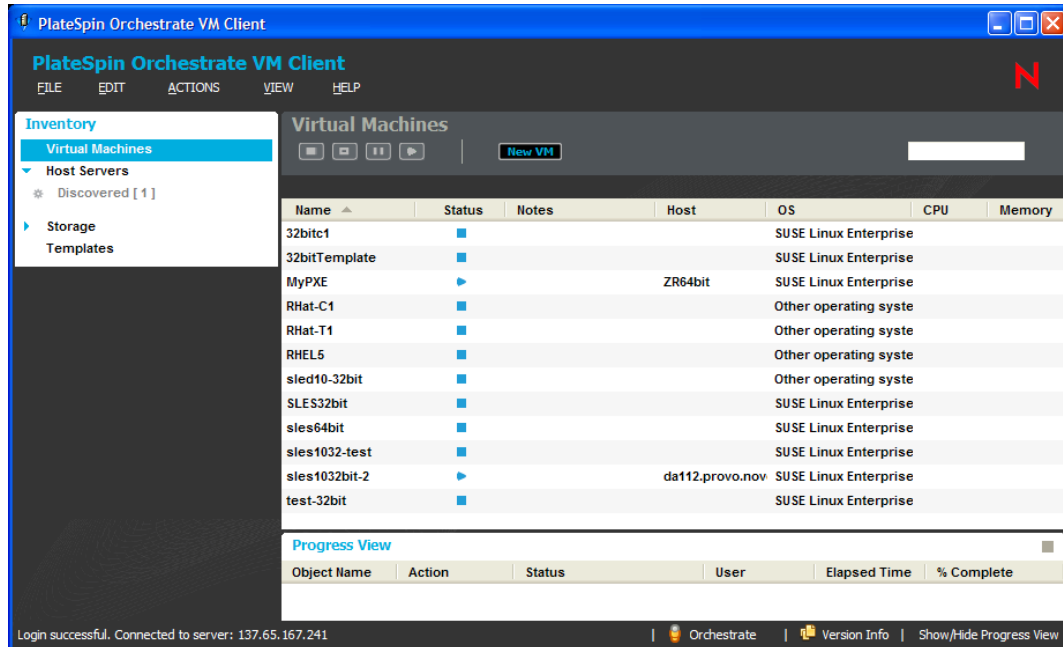 PlateSpin Orchestrate VM Client
PlateSpin Orchestrate VM Client
FILE EDIT ACTIONS VIEW HELP
N
Inventory
Virtual Machines
Host Servers
Discovered [ 1 ]
Storage
Templates
Virtual Machines
New VM
Name Status Notes Host OS CPU Memory
32bitc1 SUSE Linux Enterprise
32bitTemplate SUSE Linux Enterprise
MyPXE ZR64bit SUSE Linux Enterprise
RHat-C1 Other operating syste
RHat-T1 Other operating syste
RHEL5 Other operating syste
sled10-32bit Other operating syste
SLES32bit SUSE Linux Enterprise
sles64bit SUSE Linux Enterprise
sles1032-test SUSE Linux Enterprise
sles1032bit-2 da112.provo.nov SUSE Linux Enterprise
test-32bit SUSE Linux Enterprise
Progress View
Object Name Action Status User Elapsed Time % Complete
Login successful. Connected to server: 137.65.167.241 | Orchestrate | Version Info | Show/Hide Progress View